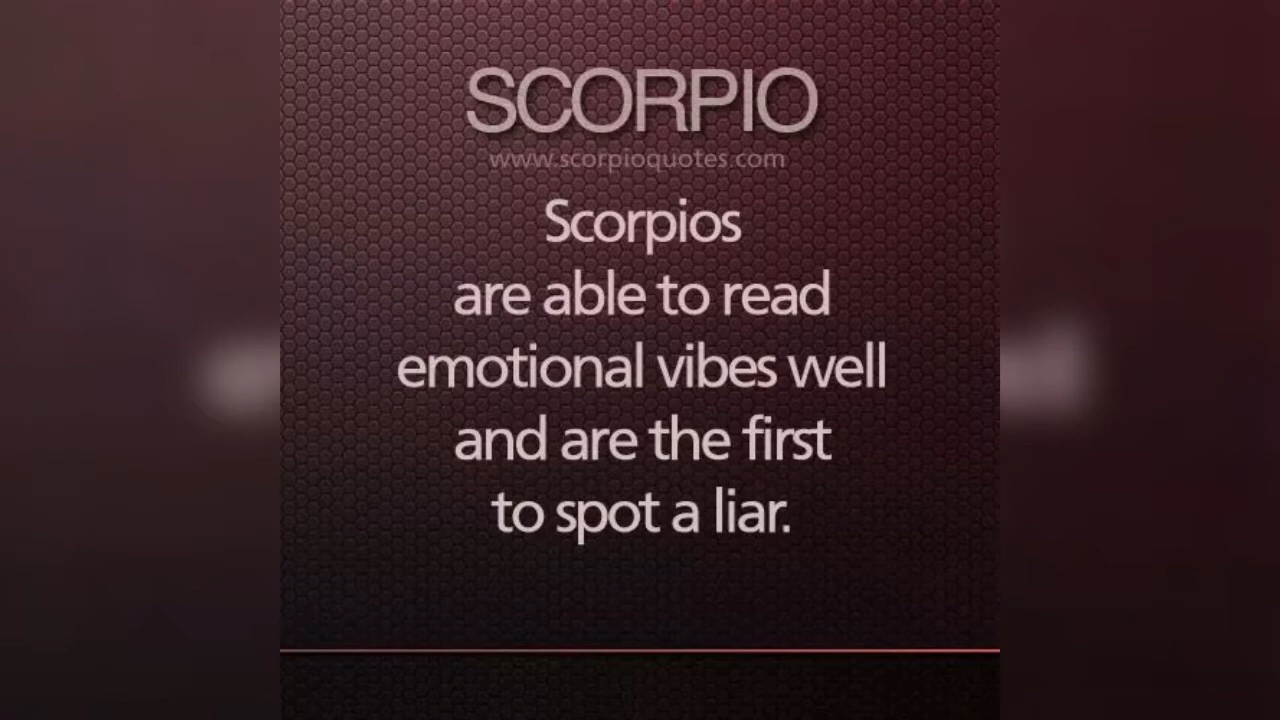 SCORPIO
www.scorpioquotes.com
Scorpios
are able to read
emotional vibes well
and are the first
to spot a liar.